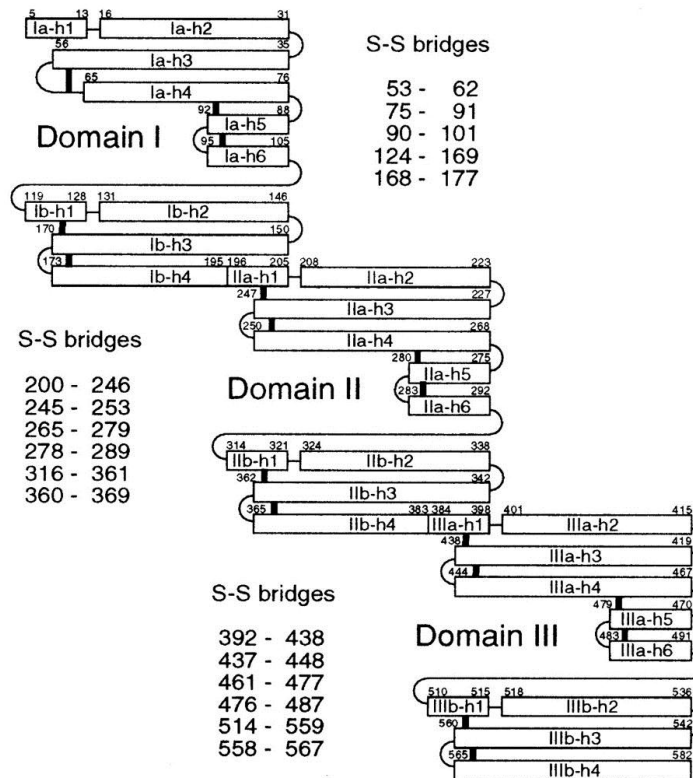 5 13 16 31
Ia-h1 Ia-h2
56 35
Ia-h3
65 76
Ia-h4
92 88
Ia-h5
95 105
Ia-h6
Domain I
S-S bridges
53 - 62
75 - 91
90 - 101
124 - 169
168 - 177
119 128 131 146
Ib-h1 Ib-h2
170 150
Ib-h3
173 195 196 205 208 223
Ib-h4 IIa-h1 IIa-h2
247 227
IIa-h3
250 268
IIa-h4
280 275
IIa-h5
283 292
IIa-h6
Domain II
S-S bridges
200 - 246
245 - 253
265 - 279
278 - 289
316 - 361
360 - 369
314 321 324 338
IIb-h1 IIb-h2
362 342
IIb-h3
365 383 384 398 401 415
IIb-h4 IIIa-h1 IIIa-h2
438 419
IIIa-h3
444 467
IIIa-h4
479 470
IIIa-h5
483 491
IIIa-h6
Domain III
S-S bridges
392 - 438
437 - 448
461 - 477
476 - 487
514 - 559
558 - 567
510 515 518 536
IIIb-h1 IIIb-h2
560 542
IIIb-h3
565 582
IIIb-h4